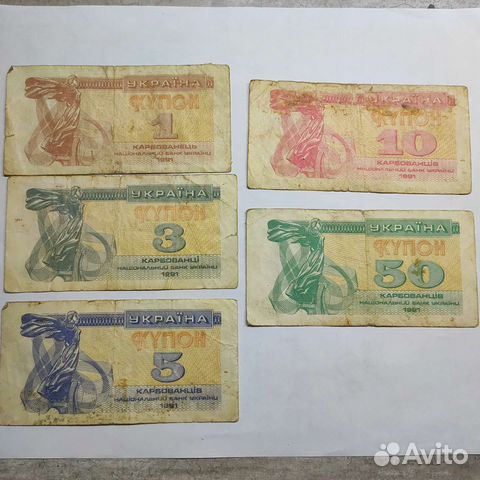 УКРАЇНА
КУПОН
1
КАРБОВАНЕЦЬ
НАЦІОНАЛЬНИЙ БАНК УКРАЇНИ
1991
УКРАЇНА
КУПОН
3
КАРБОВАНЦІ
НАЦІОНАЛЬНИЙ БАНК УКРАЇНИ
1991
УКРАЇНА
КУПОН
5
КАРБОВАНЦІВ
НАЦІОНАЛЬНИЙ БАНК УКРАЇНИ
1991
УКРАЇНА
КУПОН
10
КАРБОВАНЦІВ
НАЦІОНАЛЬНИЙ БАНК УКРАЇНИ
1991
УКРАЇНА
КУПОН
50
КАРБОВАНЦІВ
НАЦІОНАЛЬНИЙ БАНК УКРАЇНИ
1991
Avito